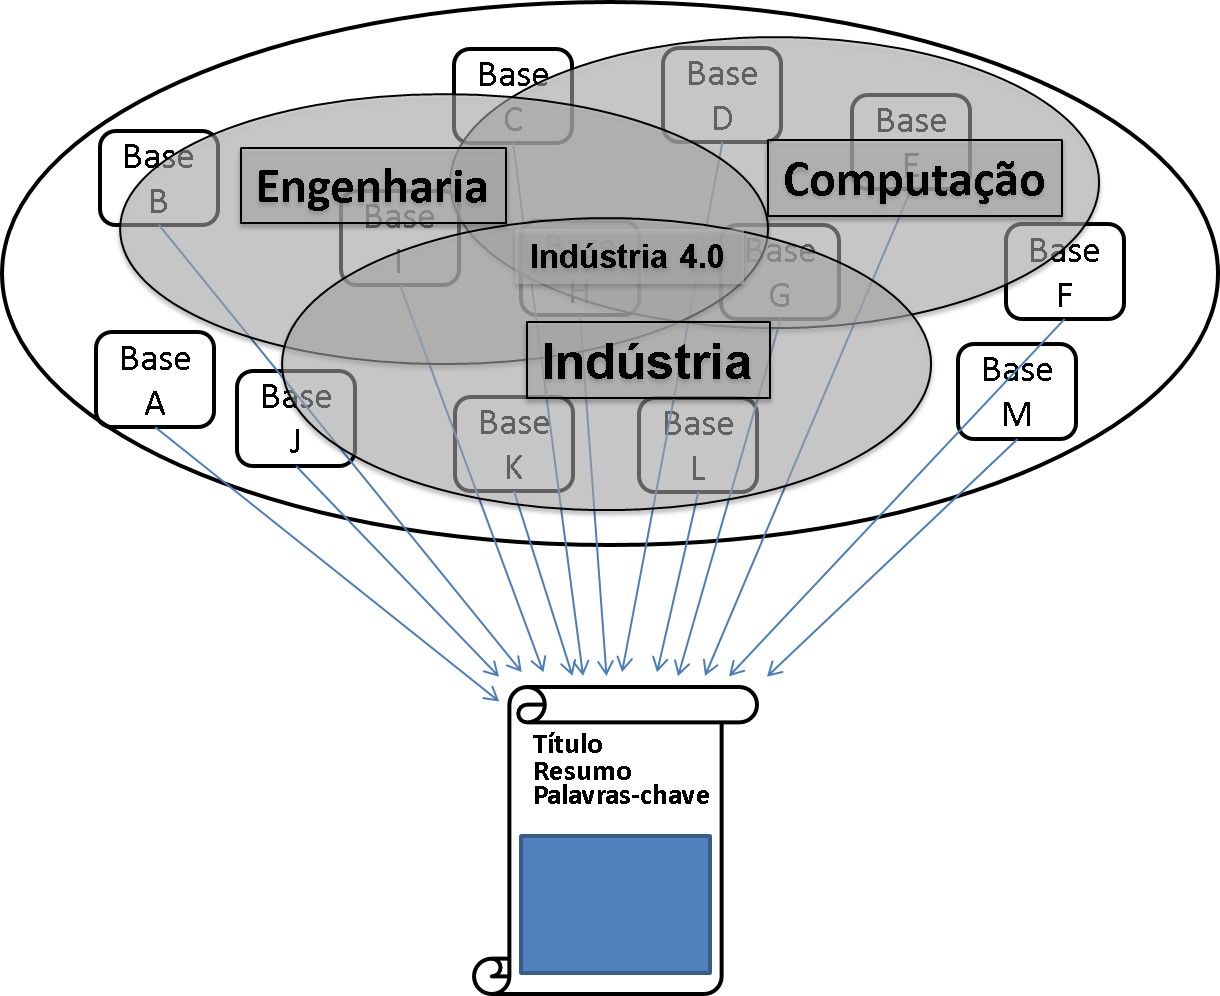 Base
C
Base
D
Base
E
Base
B
Engenharia
Computação
Base
I
Base
F
Indústria 4.0
H
Base
G
Indústria
Base
A
Base
J
Base
K
Base
L
Base
M
Título
Resumo
Palavras-chave